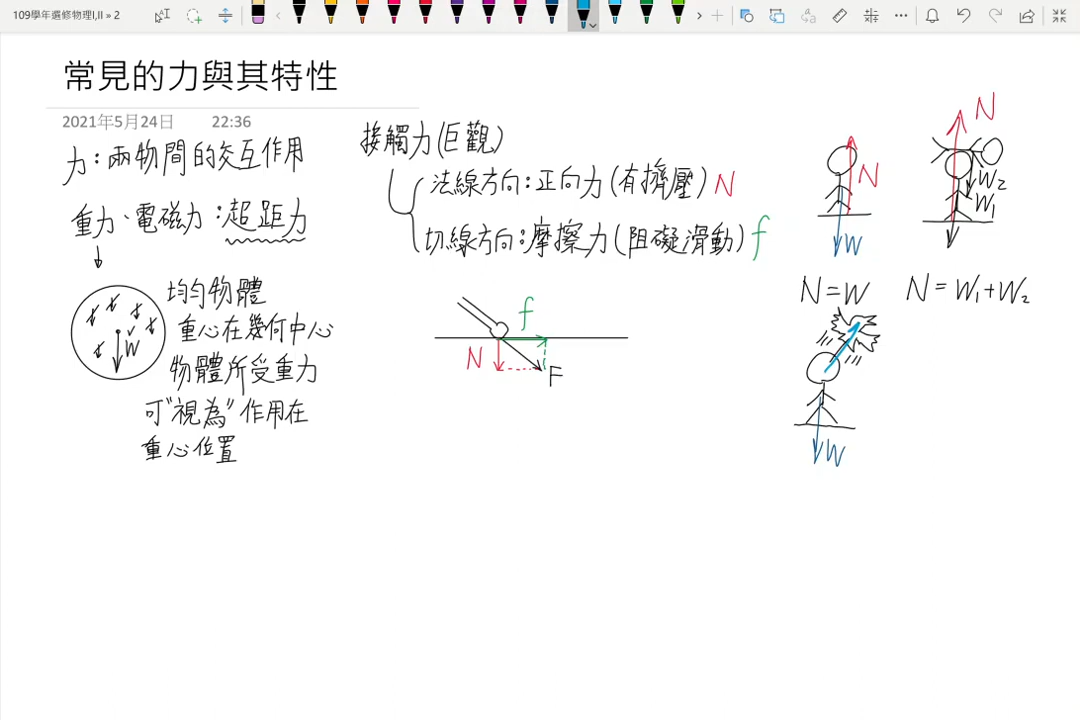 109學年選修物理I,II » 2
常見的力與其特性
2021年5月24日 22:36
力：兩物間的交互作用
重力、電磁力：超距力
W
均勻物體
重心在幾何中心
物體所受重力
可"視為"作用在
重心位置
接觸力(巨觀)
法線方向：正向力(有擠壓) N
切線方向：摩擦力(阻礙滑動) f
f
N
F
N
W
N=W
N
W2
W1
N=W1+W2
W